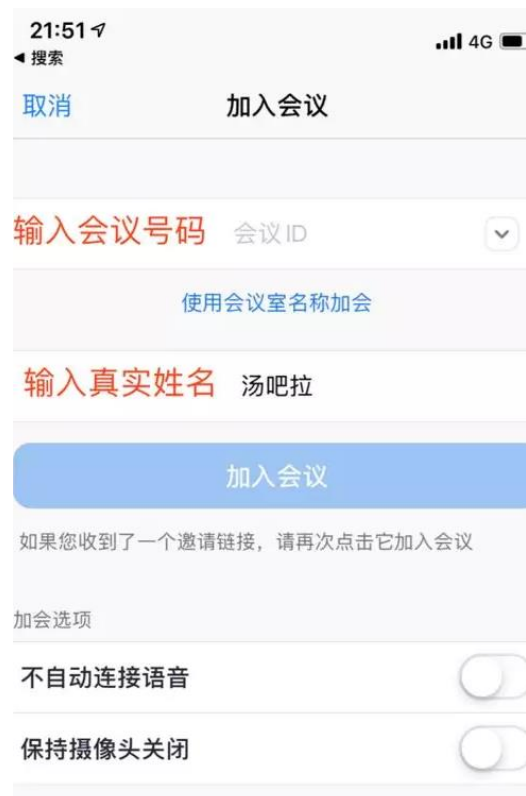 21:51
4G
搜索
取消 加入会议
输入会议号码 会议 ID
使用会议室名称加会
输入真实姓名 汤吧拉
加入会议
如果您收到了一个邀请链接，请再次点击它加入会议
加会选项
不自动连接语音
保持摄像头关闭